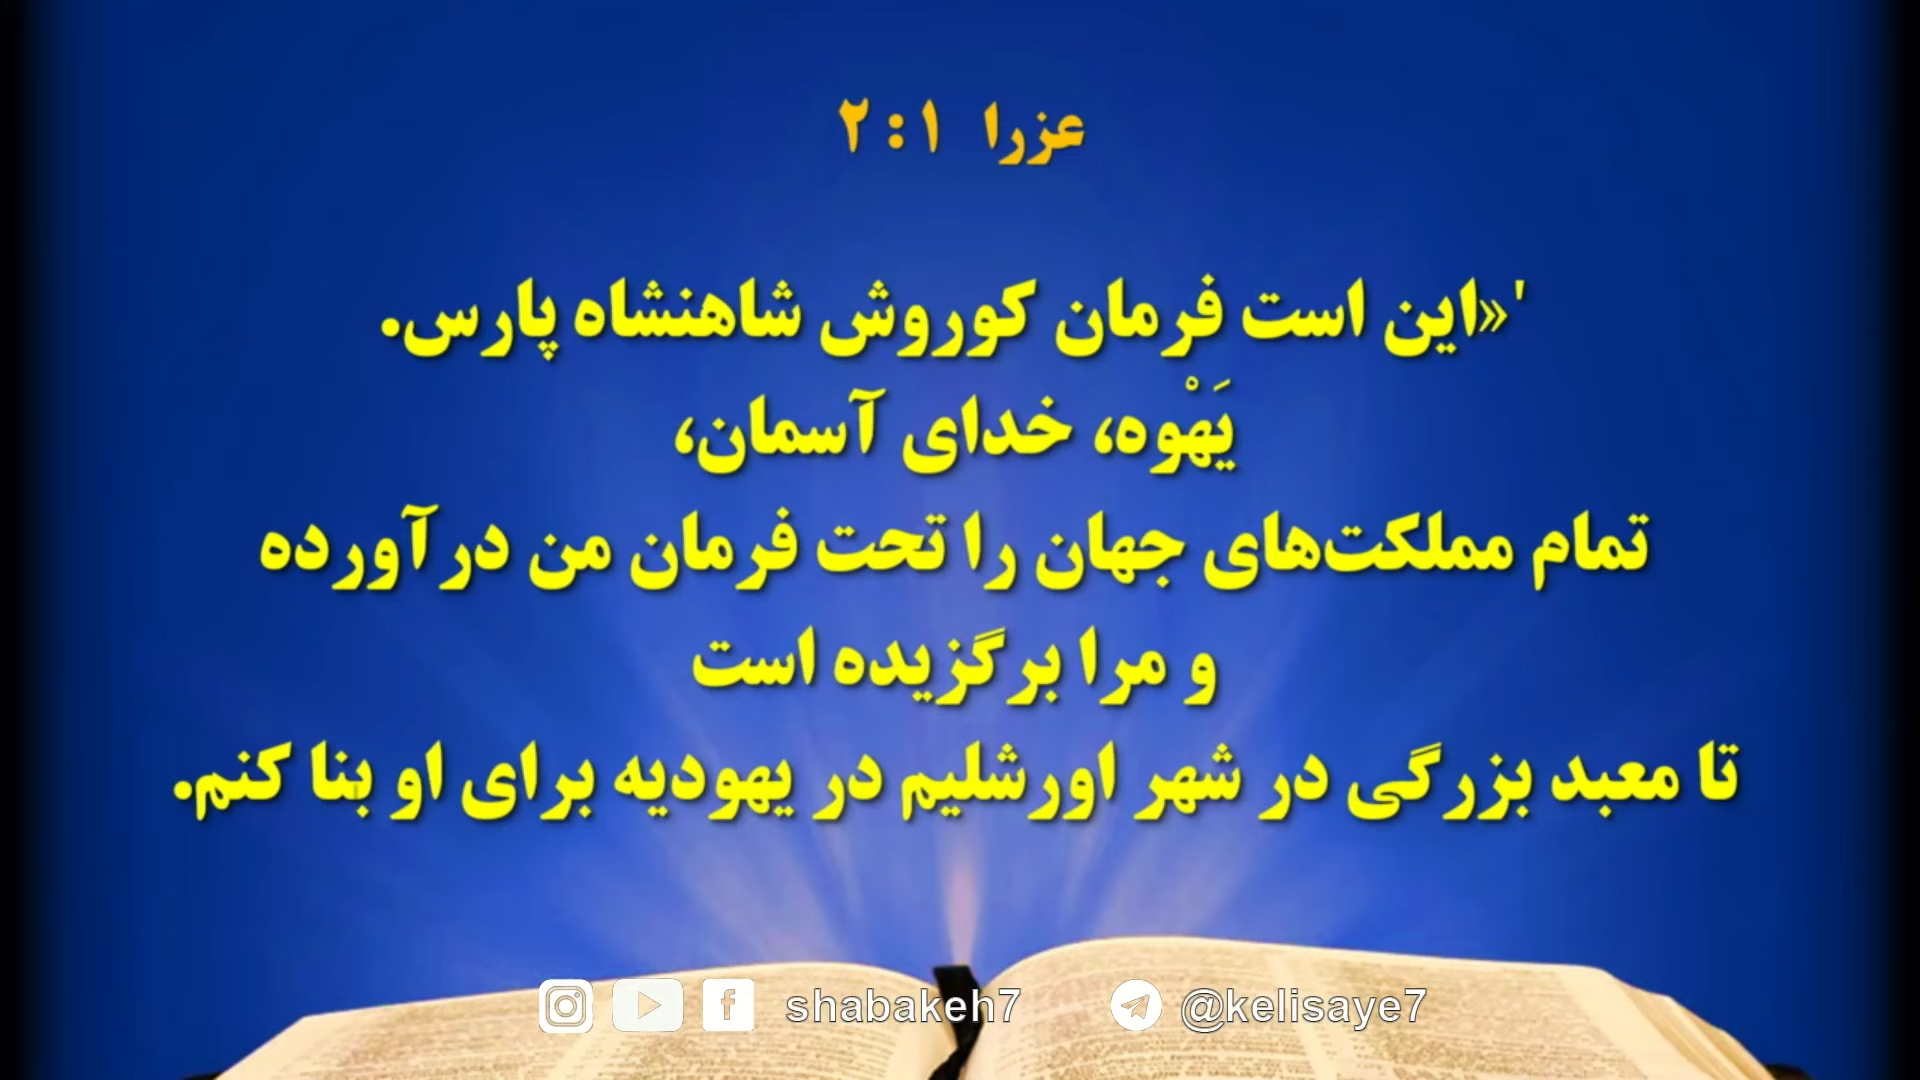 عزرا ۱:۲
'«این است فرمان کوروش شاهنشاه پارس.
یَهْوه، خدای آسمان،
تمام مملکت‌های جهان را تحت فرمان من درآورده
و مرا برگزیده است
تا معبد بزرگی در شهر اورشلیم در یهودیه برای او بنا کنم.
shabakeh7 @kelisaye7